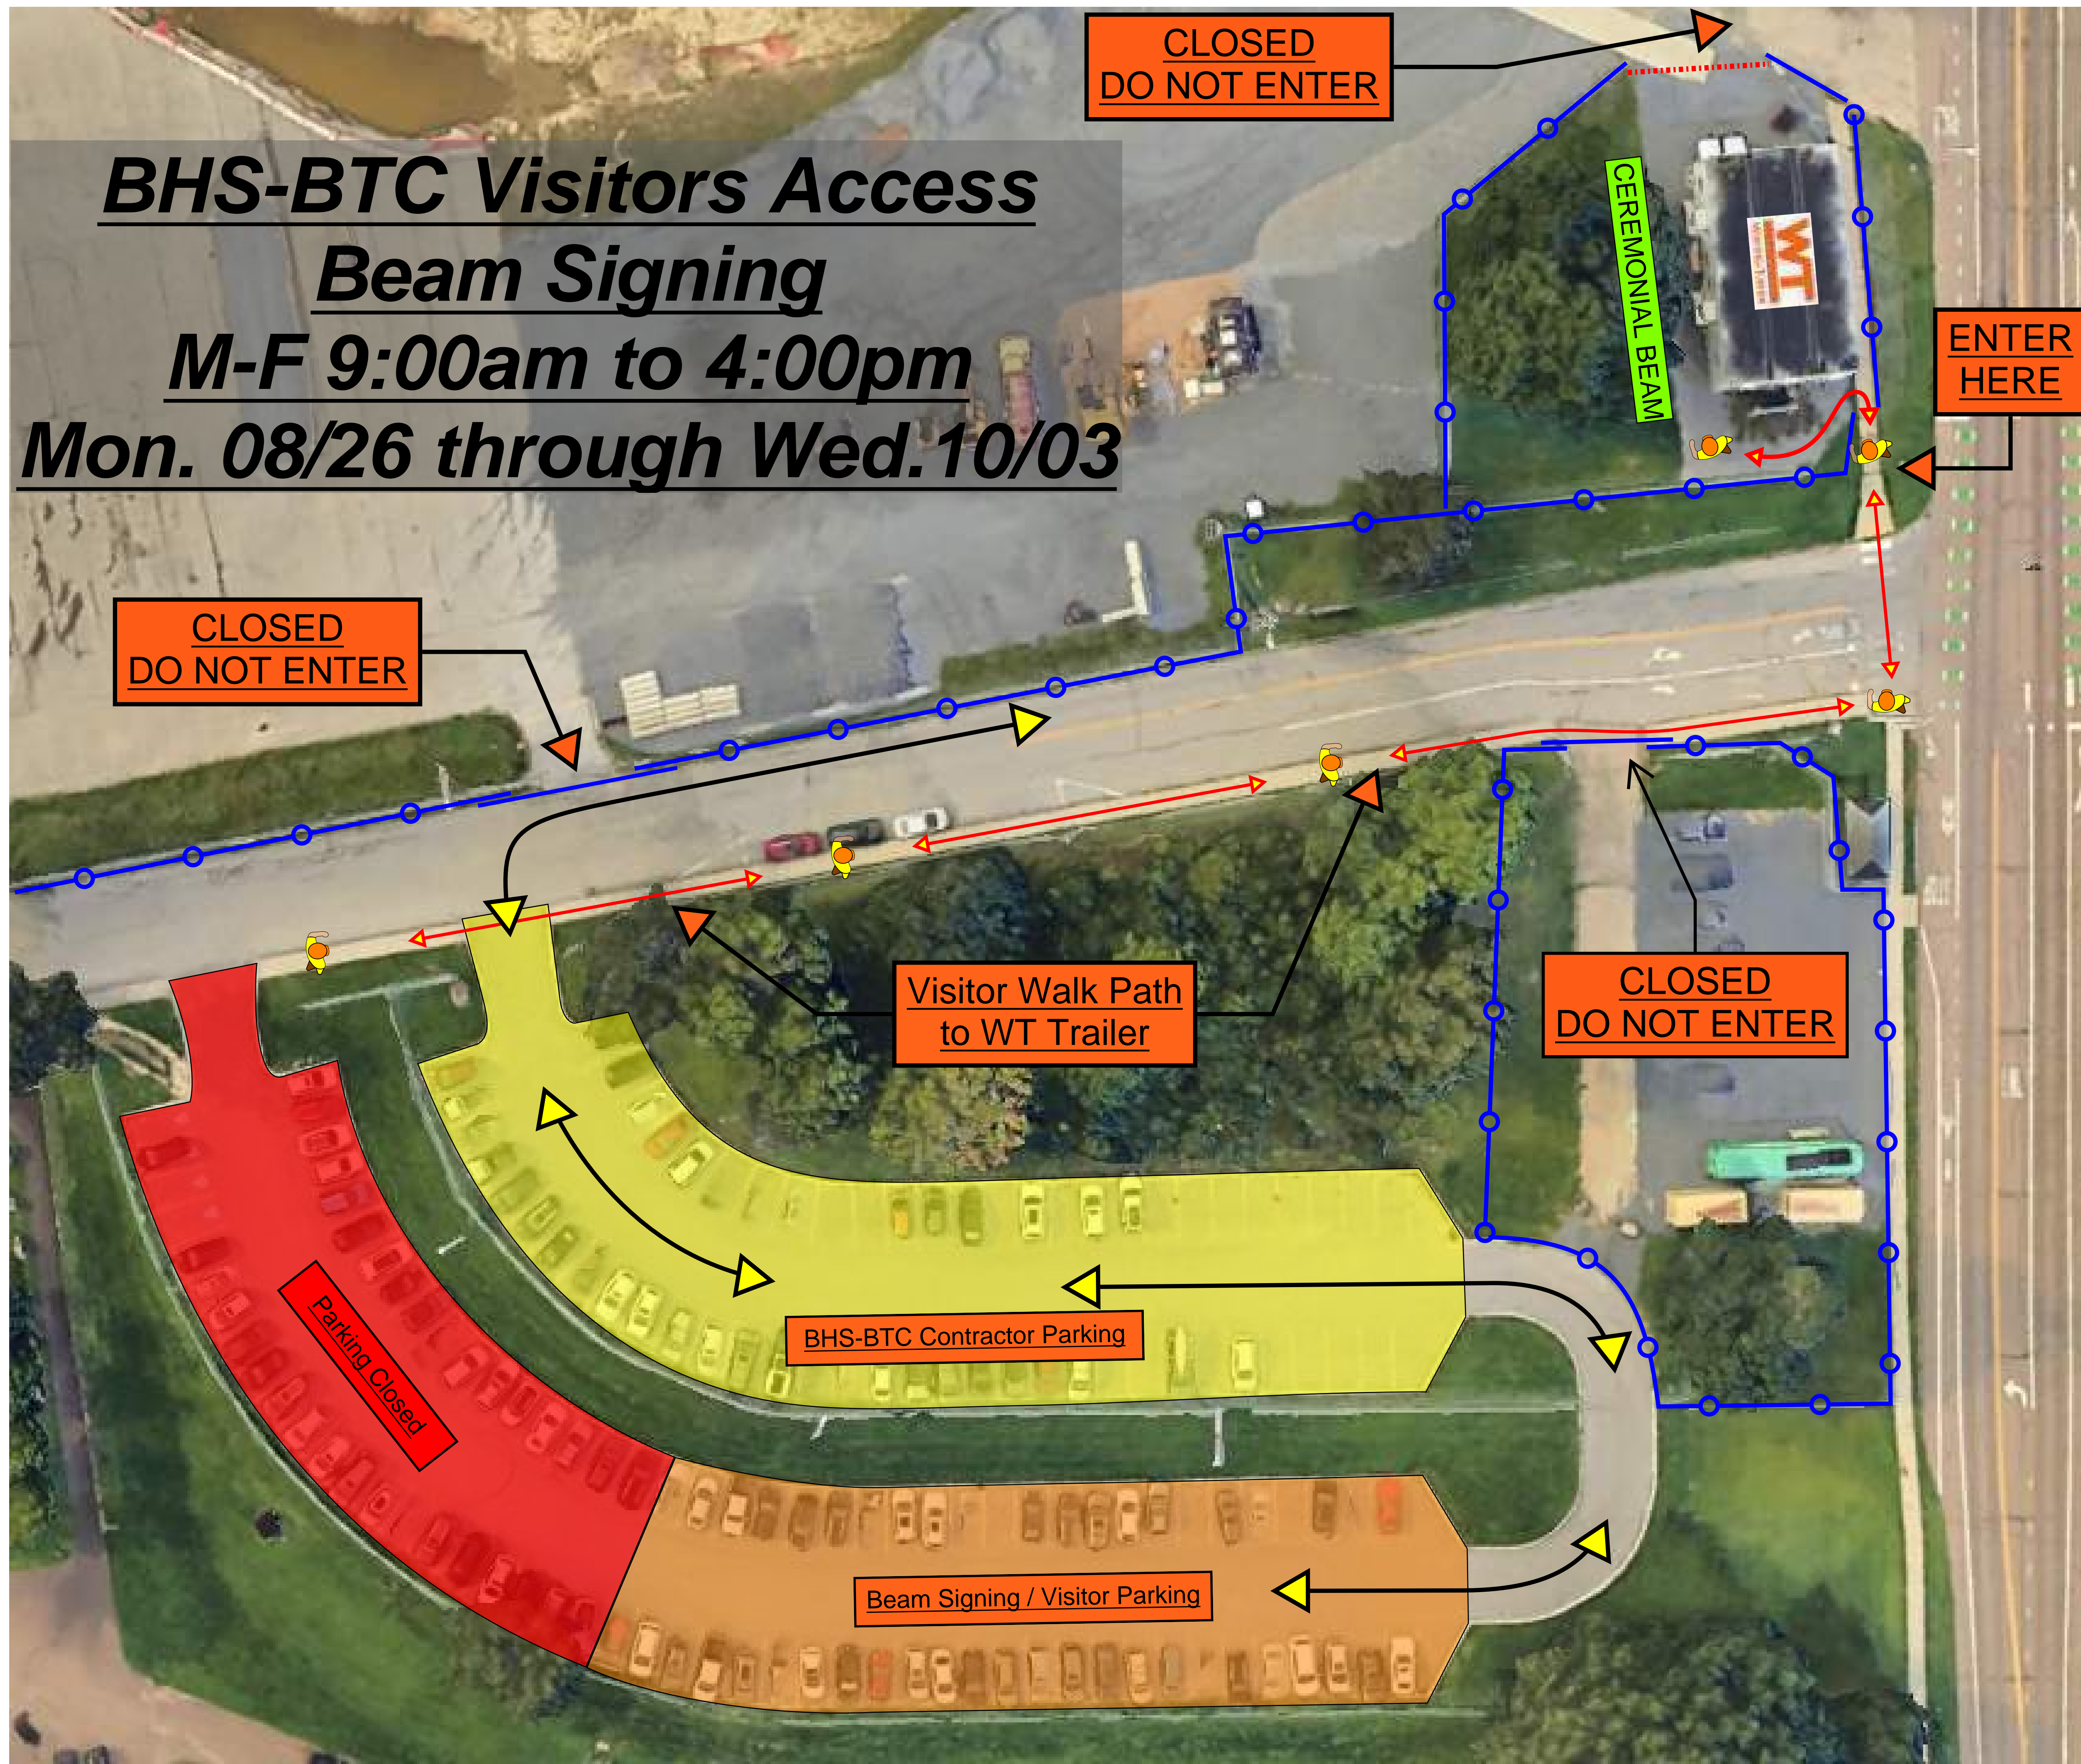 BHS-BTC Visitors Access
Beam Signing
M-F 9:00am to 4:00pm
Mon. 08/26 through Wed.10/03
CLOSED
DO NOT ENTER
CEREMONIAL BEAM
WT
ENTER
HERE
CLOSED
DO NOT ENTER
Visitor Walk Path
to WT Trailer
CLOSED
DO NOT ENTER
Parking Closed
BHS-BTC Contractor Parking
Beam Signing / Visitor Parking